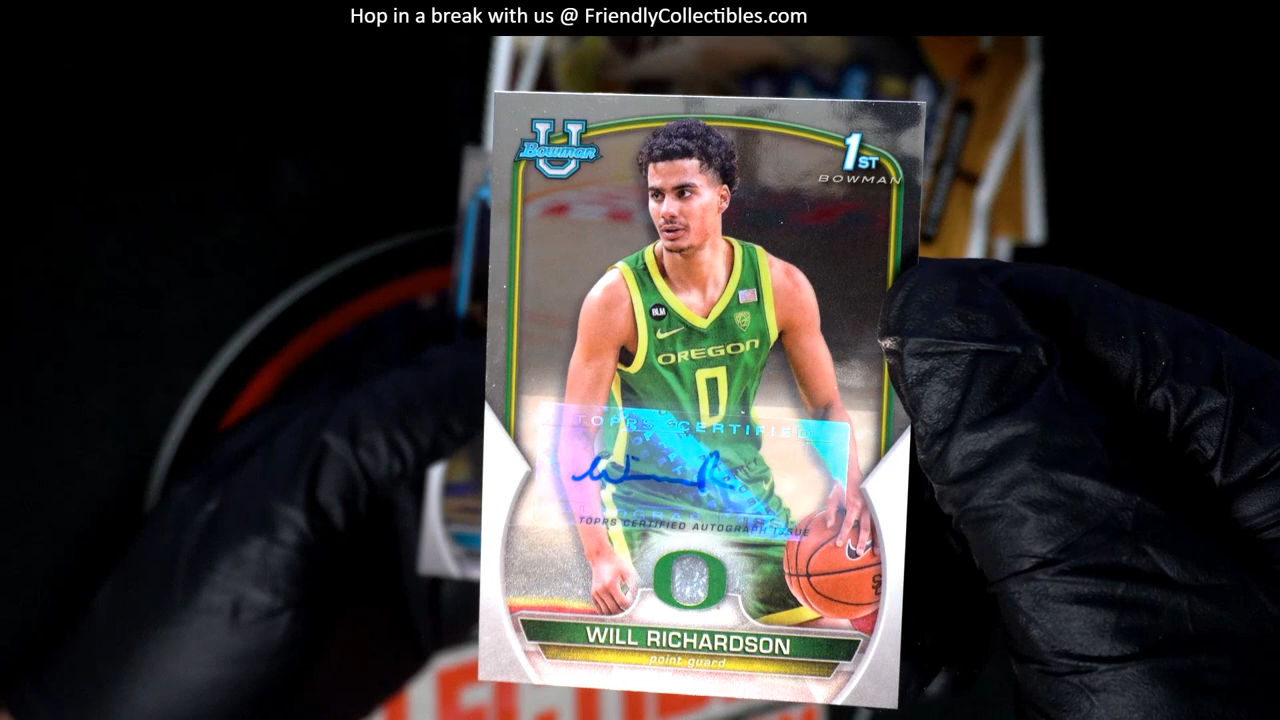 Hop in a break with us @ FriendlyCollectibles.com
U
Bowman
1ST
BOWMAN
BLM
OREGON
0
TOPPS CERTIFIED
TOPPS CERTIFIED AUTOGRAPH ISSUE
O
WILL RICHARDSON
point guard